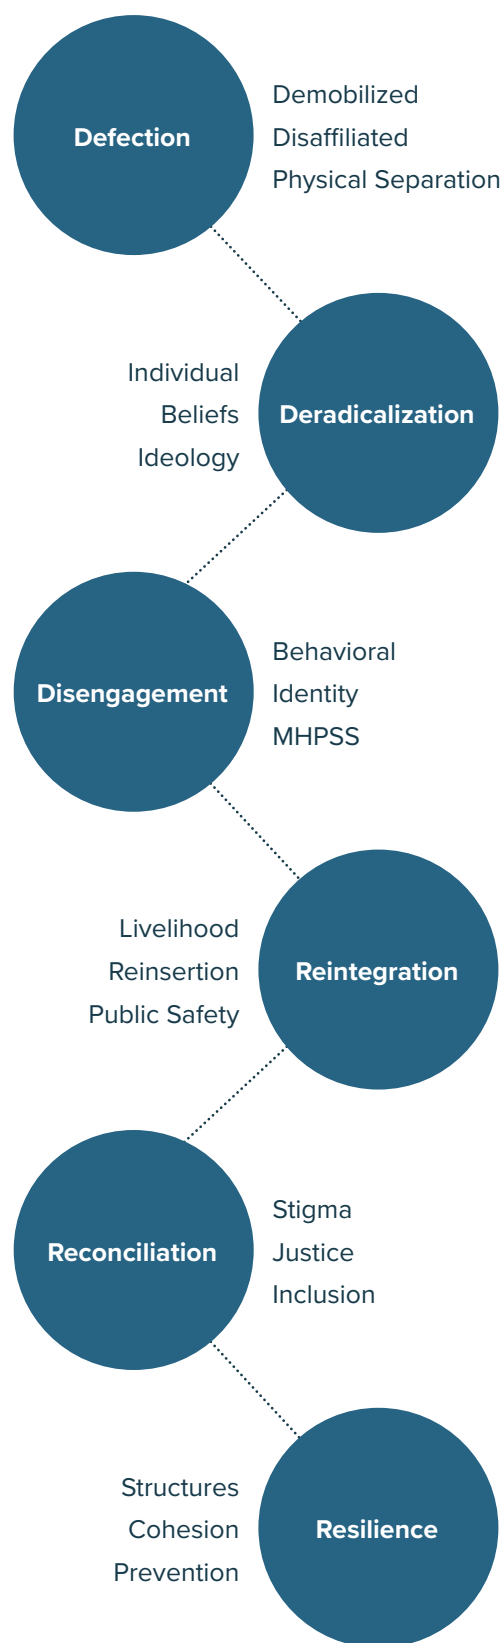 Defection
Demobilized
Disaffiliated
Physical Separation
Individual
Beliefs
Ideology
Deradicalization
Disengagement
Behavioral
Identity
MHPSS
Livelihood
Reinsertion
Public Safety
Reintegration
Reconciliation
Stigma
Justice
Inclusion
Structures
Cohesion
Prevention
Resilience